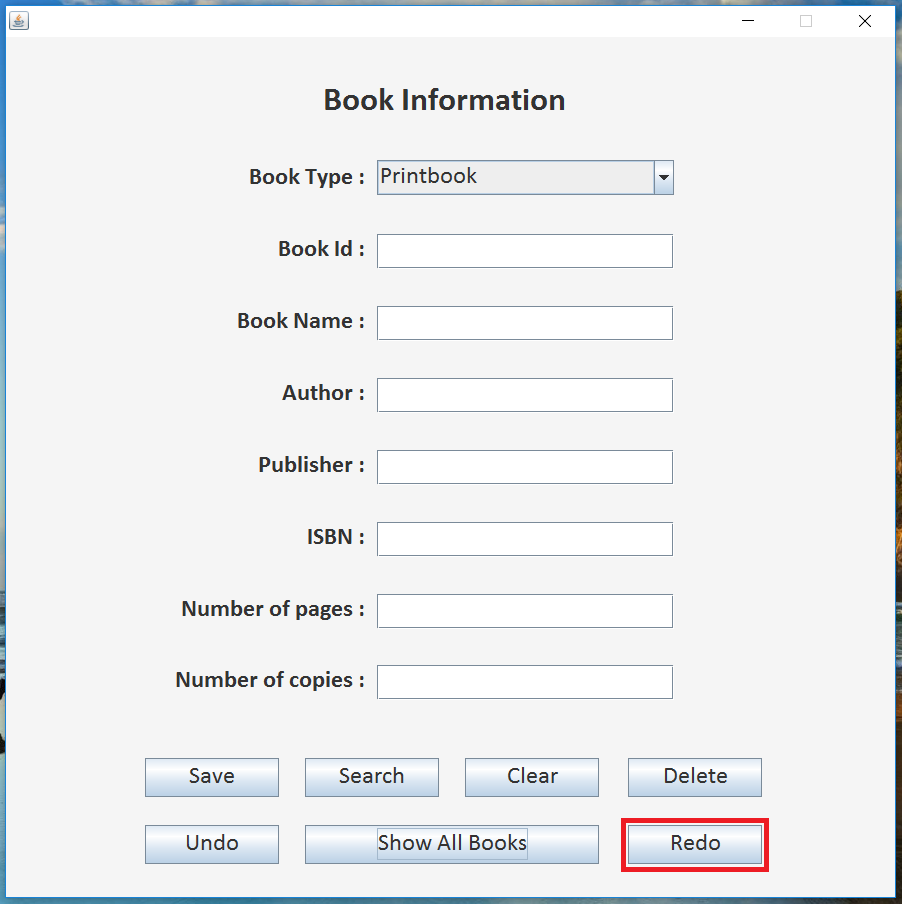 Book Information
Book Type : Printbook
Book Id :
Book Name :
Author :
Publisher :
ISBN :
Number of pages :
Number of copies :
Save Search Clear Delete
Undo Show All Books Redo